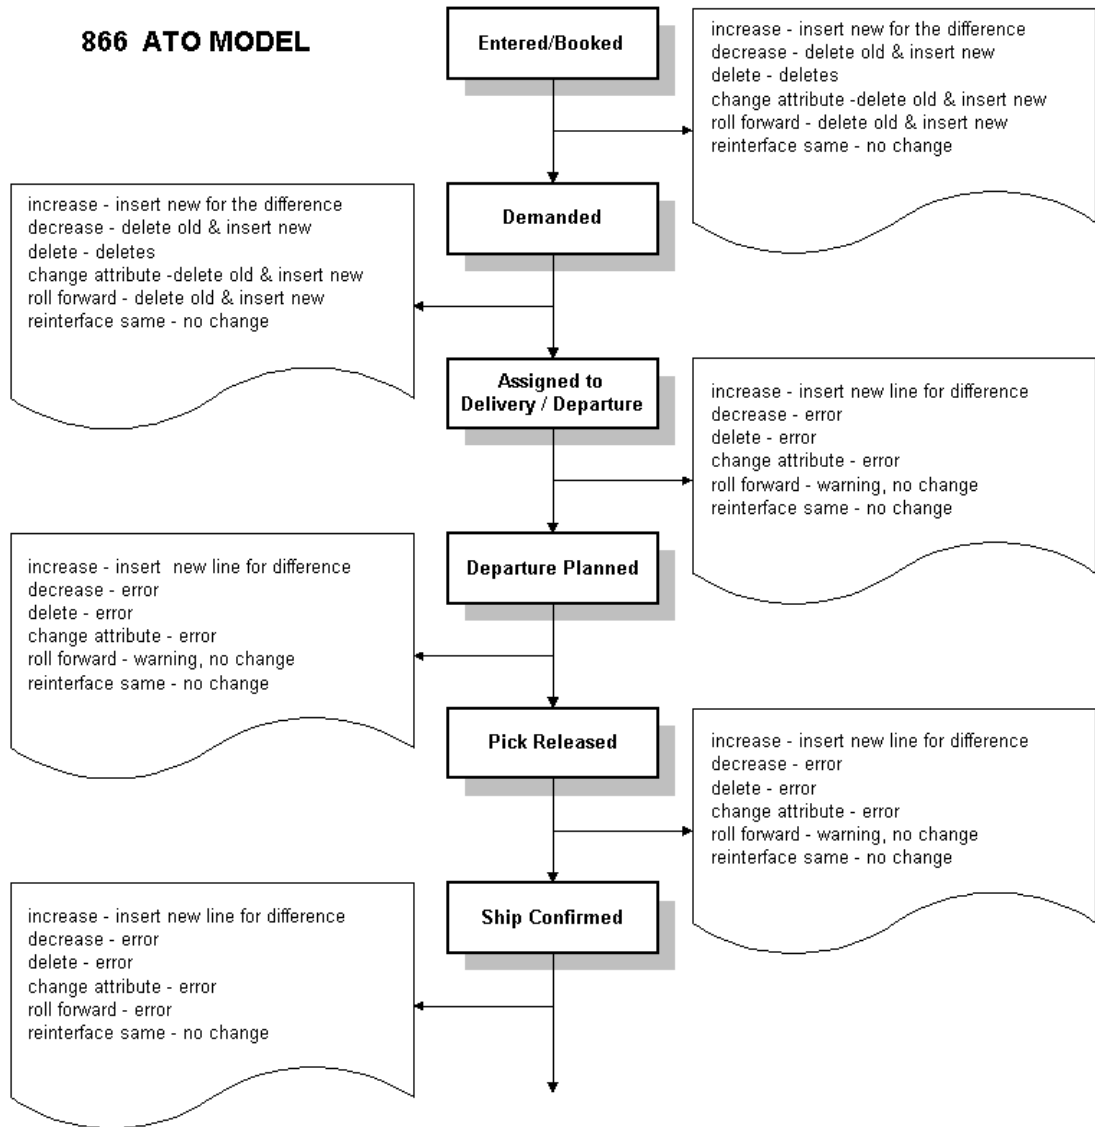 866 ATO MODEL
Entered/Booked
increase - insert new for the difference
decrease - delete old & insert new
delete - deletes
change attribute -delete old & insert new
roll forward - delete old & insert new
reinterface same - no change
Demanded
increase - insert new for the difference
decrease - delete old & insert new
delete - deletes
change attribute -delete old & insert new
roll forward - delete old & insert new
reinterface same - no change
Assigned to
Delivery / Departure
increase - insert new line for difference
decrease - error
delete - error
change attribute - error
roll forward - warning, no change
reinterface same - no change
Departure Planned
increase - insert new line for difference
decrease - error
delete - error
change attribute - error
roll forward - warning, no change
reinterface same - no change
Pick Released
increase - insert new line for difference
decrease - error
delete - error
change attribute - error
roll forward - warning, no change
reinterface same - no change
Ship Confirmed
increase - insert new line for difference
decrease - error
delete - error
change attribute - error
roll forward - error
reinterface same - no change